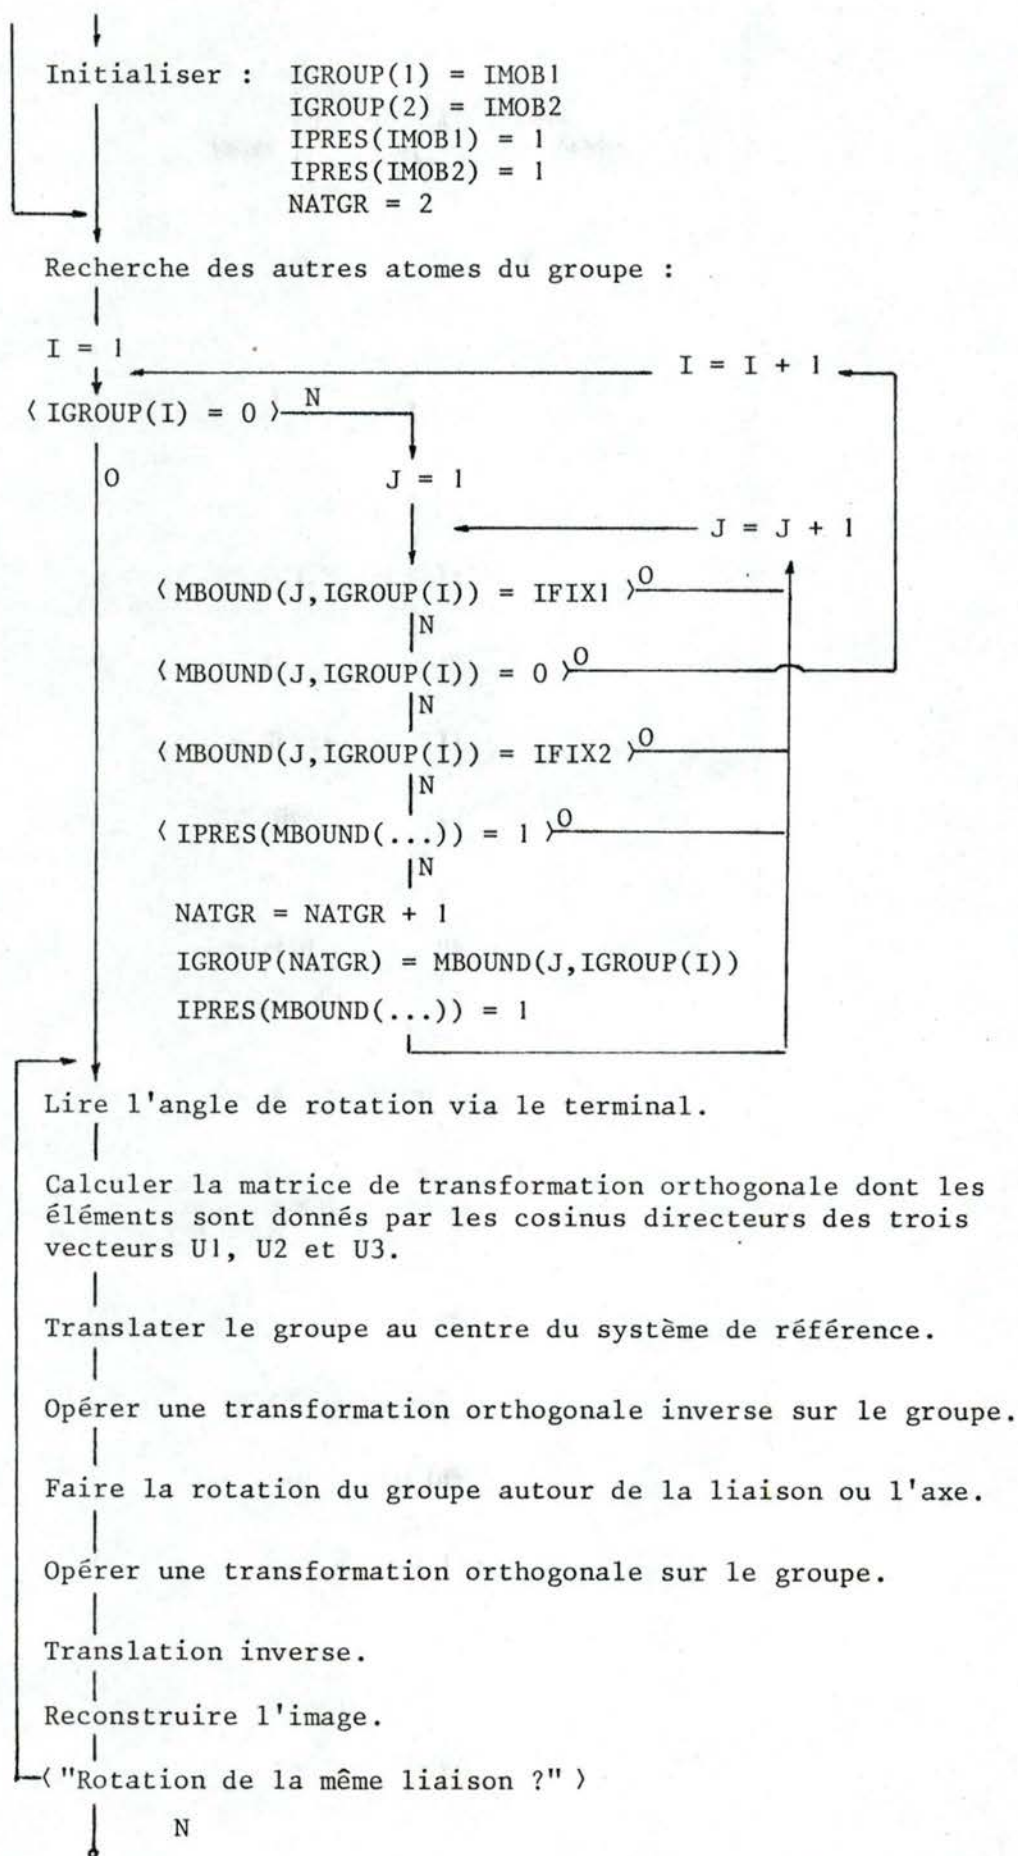 Initialiser : IGROUP(1) = IMOB1
IGROUP(2) = IMOB2
IPRES(IMOB1) = 1
IPRES(IMOB2) = 1
NATGR = 2
Recherche des autres atomes du groupe :
I = 1
I = I + 1
⟨ IGROUP(I) = 0 ⟩ N
O
J = 1
J = J + 1
⟨ MBOUND(J,IGROUP(I)) = IFIX1 ⟩ O
N
⟨ MBOUND(J,IGROUP(I)) = 0 ⟩ O
N
⟨ MBOUND(J,IGROUP(I)) = IFIX2 ⟩ O
N
⟨ IPRES(MBOUND(...)) = 1 ⟩ O
N
NATGR = NATGR + 1
IGROUP(NATGR) = MBOUND(J,IGROUP(I))
IPRES(MBOUND(...)) = 1
Lire l'angle de rotation via le terminal.
Calculer la matrice de transformation orthogonale dont les
éléments sont donnés par les cosinus directeurs des trois
vecteurs U1, U2 et U3.
Translater le groupe au centre du système de référence.
Opérer une transformation orthogonale inverse sur le groupe.
Faire la rotation du groupe autour de la liaison ou l'axe.
Opérer une transformation orthogonale sur le groupe.
Translation inverse.
Reconstruire l'image.
⟨ "Rotation de la même liaison ?" ⟩
N